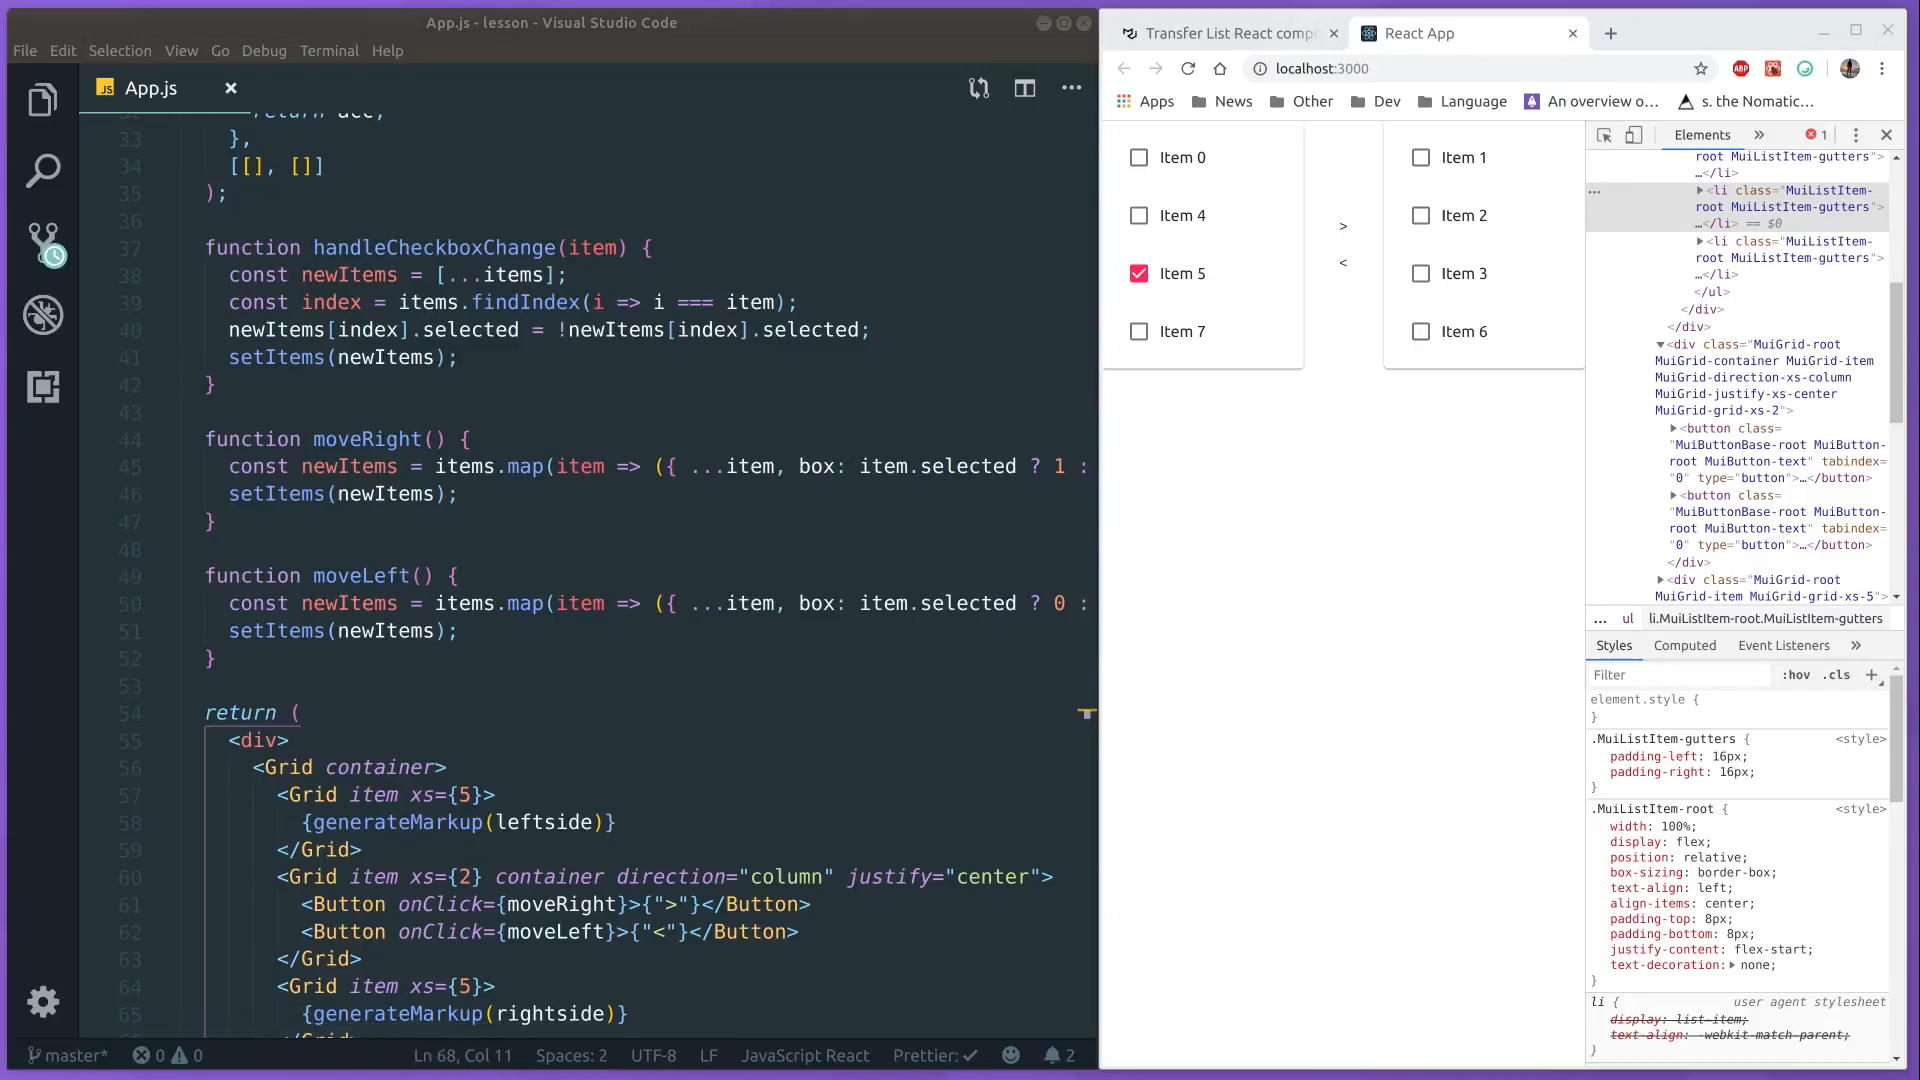 App.js - lesson - Visual Studio Code
File Edit Selection View Go Debug Terminal Help
JS App.js
33 },
34 [[], []]
35 );
36
37 function handleCheckboxChange(item) {
38 const newItems = [...items];
39 const index = items.findIndex(i => i === item);
40 newItems[index].selected = !newItems[index].selected;
41 setItems(newItems);
42 }
43
44 function moveRight() {
45 const newItems = items.map(item => ({ ...item, box: item.selected ? 1 :
46 setItems(newItems);
47 }
48
49 function moveLeft() {
50 const newItems = items.map(item => ({ ...item, box: item.selected ? 0 :
51 setItems(newItems);
52 }
53
54 return (
55 <div>
56 <Grid container>
57 <Grid item xs={5}>
58 {generateMarkup(leftside)}
59 </Grid>
60 <Grid item xs={2} container direction="column" justify="center">
61 <Button onClick={moveRight}>{">"}</Button>
62 <Button onClick={moveLeft}>{"<"}</Button>
63 </Grid>
64 <Grid item xs={5}>
65 {generateMarkup(rightside)}
master* 0 0 Ln 68, Col 11 Spaces: 2 UTF-8 LF JavaScript React Prettier: ✓ 2
Transfer List React compo
React App
localhost:3000
ABP
Apps News Other Dev Language An overview o... s. the Nomatic...
Item 0
Item 4
Item 5
Item 7
>
<
Item 1
Item 2
Item 3
Item 6
Elements » 1
root MuiListItem-gutters">
…</li>
<li class="MuiListItem-
root MuiListItem-gutters">
…</li> == $0
<li class="MuiListItem-
root MuiListItem-gutters">
…</li>
</ul>
</div>
</div>
<div class="MuiGrid-root
MuiGrid-container MuiGrid-item
MuiGrid-direction-xs-column
MuiGrid-justify-xs-center
MuiGrid-grid-xs-2">
<button class=
"MuiButtonBase-root MuiButton-
root MuiButton-text" tabindex=
"0" type="button">…</button>
<button class=
"MuiButtonBase-root MuiButton-
root MuiButton-text" tabindex=
"0" type="button">…</button>
</div>
<div class="MuiGrid-root
MuiGrid-item MuiGrid-grid-xs-5">
... ul li.MuiListItem-root.MuiListItem-gutters
Styles Computed Event Listeners »
Filter :hov .cls +
element.style {
}
.MuiListItem-gutters { <style>
padding-left: 16px;
padding-right: 16px;
}
.MuiListItem-root { <style>
width: 100%;
display: flex;
position: relative;
box-sizing: border-box;
text-align: left;
align-items: center;
padding-top: 8px;
padding-bottom: 8px;
justify-content: flex-start;
text-decoration: none;
}
li { user agent stylesheet
display: list-item;
text-align: -webkit-match-parent;
}